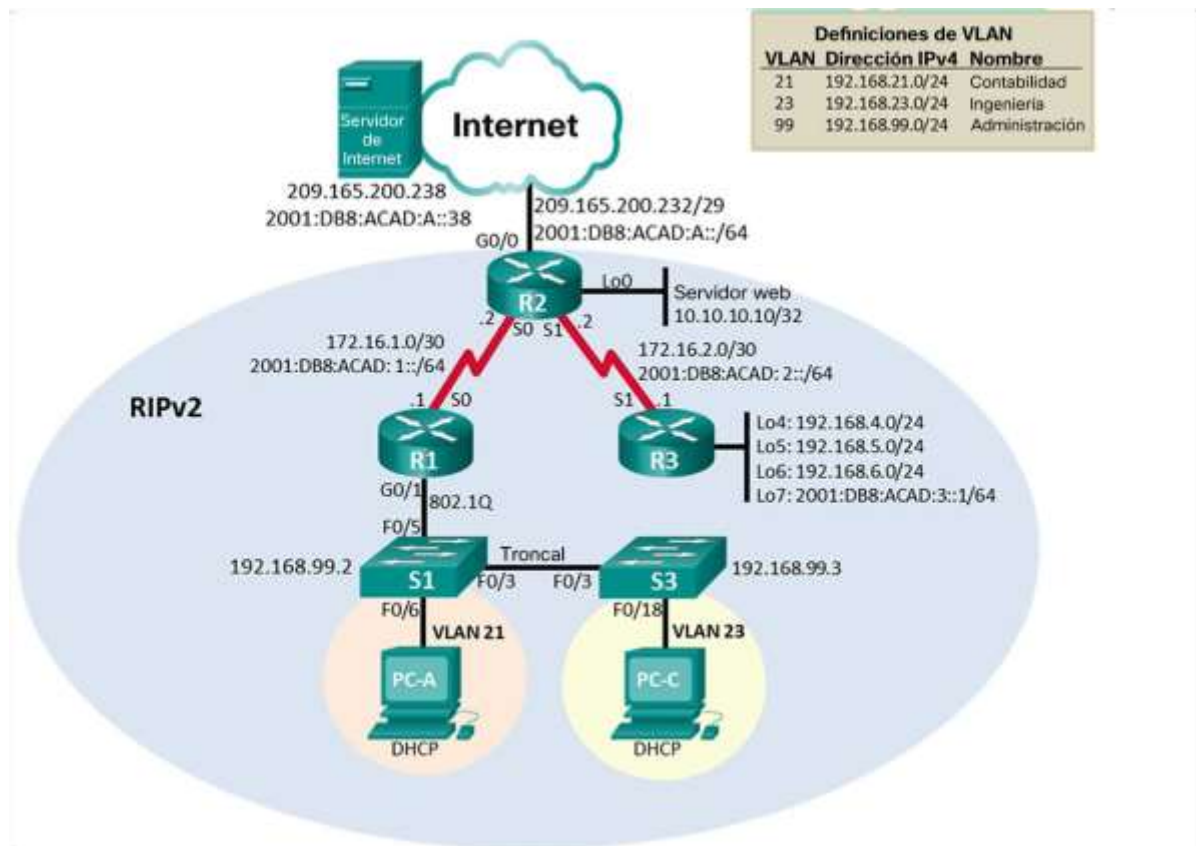 Definiciones de VLAN
VLAN Dirección IPv4 Nombre
21 192.168.21.0/24 Contabilidad
23 192.168.23.0/24 Ingeniería
99 192.168.99.0/24 Administración
Servidor
de
Internet
Internet
209.165.200.238
2001:DB8:ACAD:A::38
209.165.200.232/29
2001:DB8:ACAD:A::/64
G0/0
R2
Lo0
Servidor web
10.10.10.10/32
.2
S0
S1
.2
172.16.1.0/30
2001:DB8:ACAD: 1::/64
172.16.2.0/30
2001:DB8:ACAD: 2::/64
RIPv2
.1
S0
S1
.1
R1
R3
Lo4: 192.168.4.0/24
Lo5: 192.168.5.0/24
Lo6: 192.168.6.0/24
Lo7: 2001:DB8:ACAD:3::1/64
G0/1
802.1Q
F0/5
192.168.99.2
S1
F0/3
Troncal
F0/3
S3
192.168.99.3
F0/6
VLAN 21
F0/18
VLAN 23
PC-A
DHCP
PC-C
DHCP